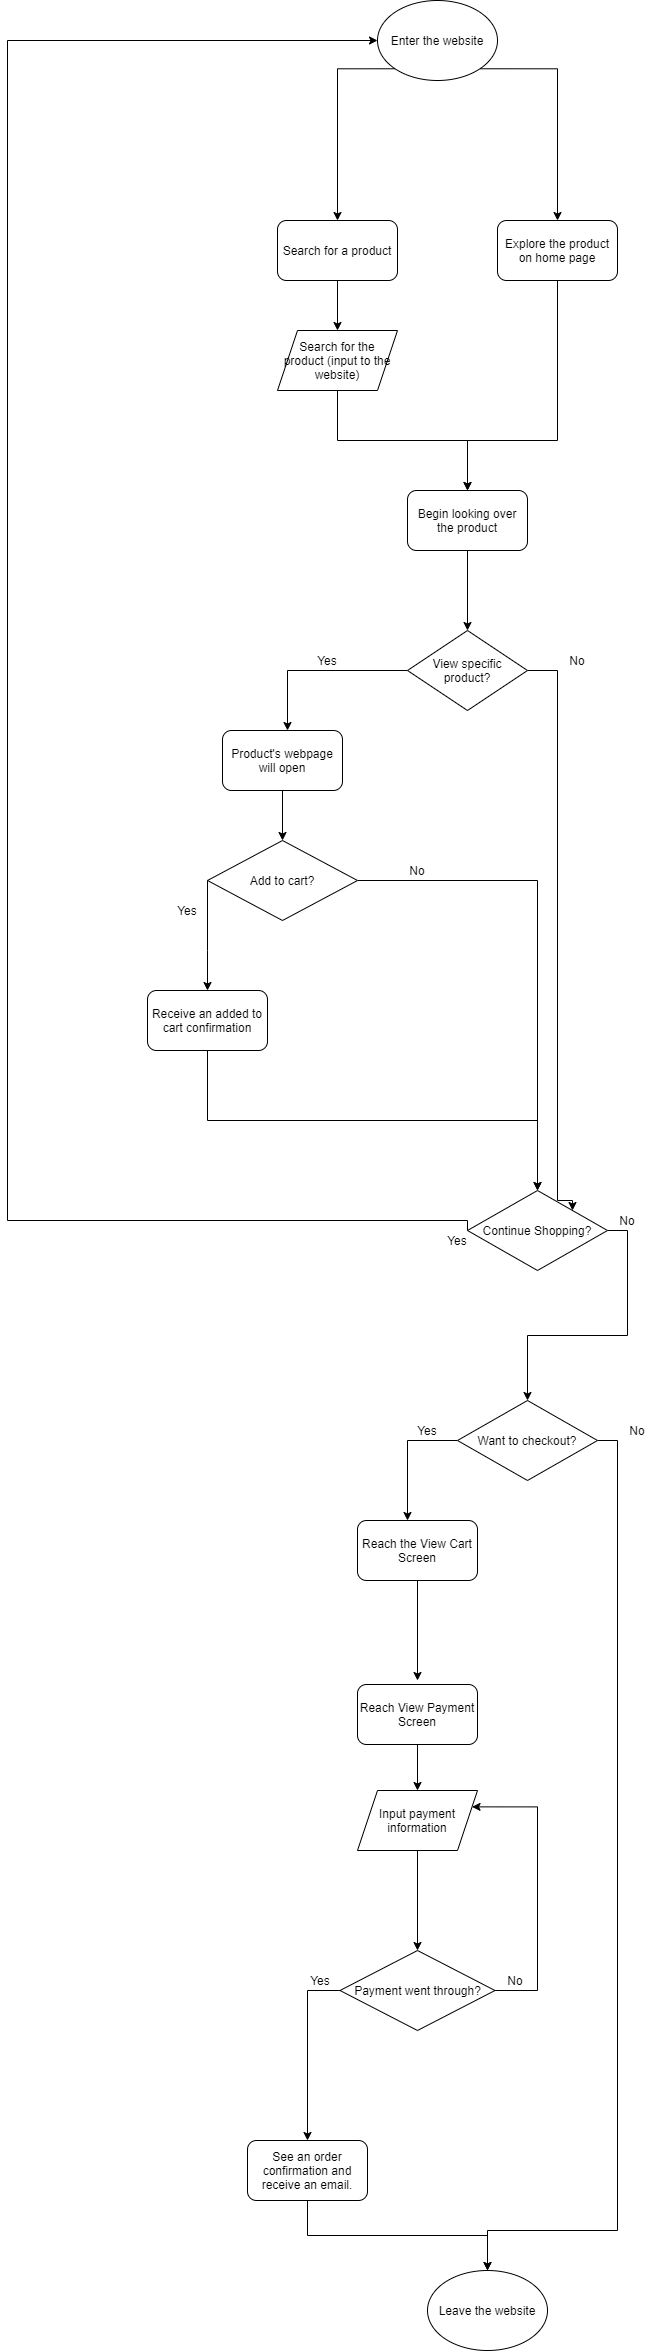 Enter the website
Search for a product
Explore the product
on home page
Search for the
product (input to the
website)
Begin looking over
the product
View specific
product?
Yes
No
Product's webpage
will open
Add to cart?
No
Yes
Receive an added to
cart confirmation
Continue Shopping?
No
Yes
Want to checkout?
Yes
No
Reach the View Cart
Screen
Reach View Payment
Screen
Input payment
information
Payment went through?
Yes
No
See an order
confirmation and
receive an email.
Leave the website